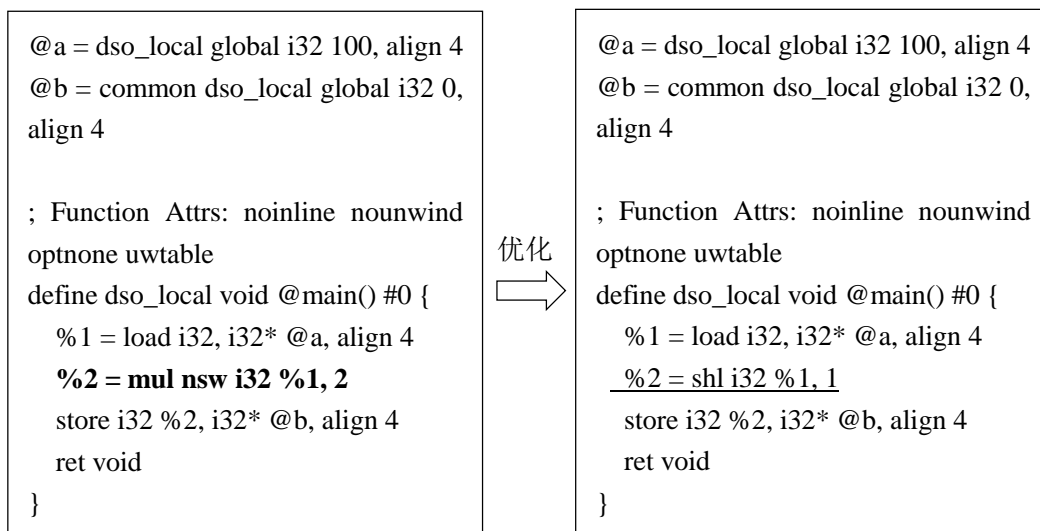 @a = dso_local global i32 100, align 4
@b = common dso_local global i32 0,
align 4
; Function Attrs: noinline nounwind
optnone uwtable
define dso_local void @main() #0 {
%1 = load i32, i32* @a, align 4
%2 = mul nsw i32 %1, 2
store i32 %2, i32* @b, align 4
ret void
}
优化
@a = dso_local global i32 100, align 4
@b = common dso_local global i32 0,
align 4
; Function Attrs: noinline nounwind
optnone uwtable
define dso_local void @main() #0 {
%1 = load i32, i32* @a, align 4
%2 = shl i32 %1, 1
store i32 %2, i32* @b, align 4
ret void
}